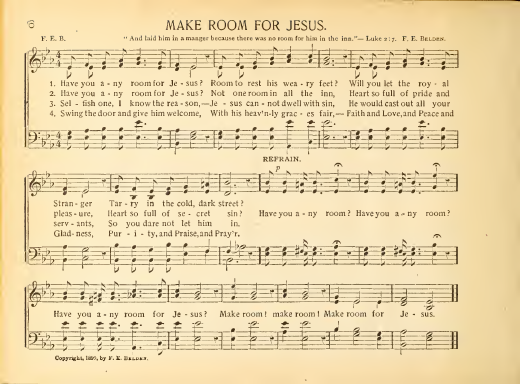 6
MAKE ROOM FOR JESUS.
F. E. B. "And laid him in a manger because there was no room for him in the inn."— Luke 2:7. F. E. BELDEN.
1. Have you a - ny room for Je - sus? Room to rest his wea - ry feet? Will you let the roy - al
2. Have you a - ny room for Je - sus? Not one room in all the inn, Heart so full of pride and
3. Sel - fish one, I know the rea - son,—Je - sus can - not dwell with sin, He would cast out all your
4. Swing the door and give him welcome, With his heav'n-ly grac - es fair,— Faith and Love, and Peace and
REFRAIN.
p
Stran - ger Tar - ry in the cold, dark street?
pleas - ure, Heart so full of se - cret sin? Have you a - ny room? Have you a - ny room?
serv - ants, So you dare not let him in.
Glad - ness, Pur - i - ty, and Praise, and Pray'r.
Have you a - ny room for Je - sus? Make room! make room! Make room for Je - sus.
Copyright, by F. E. BELDEN.